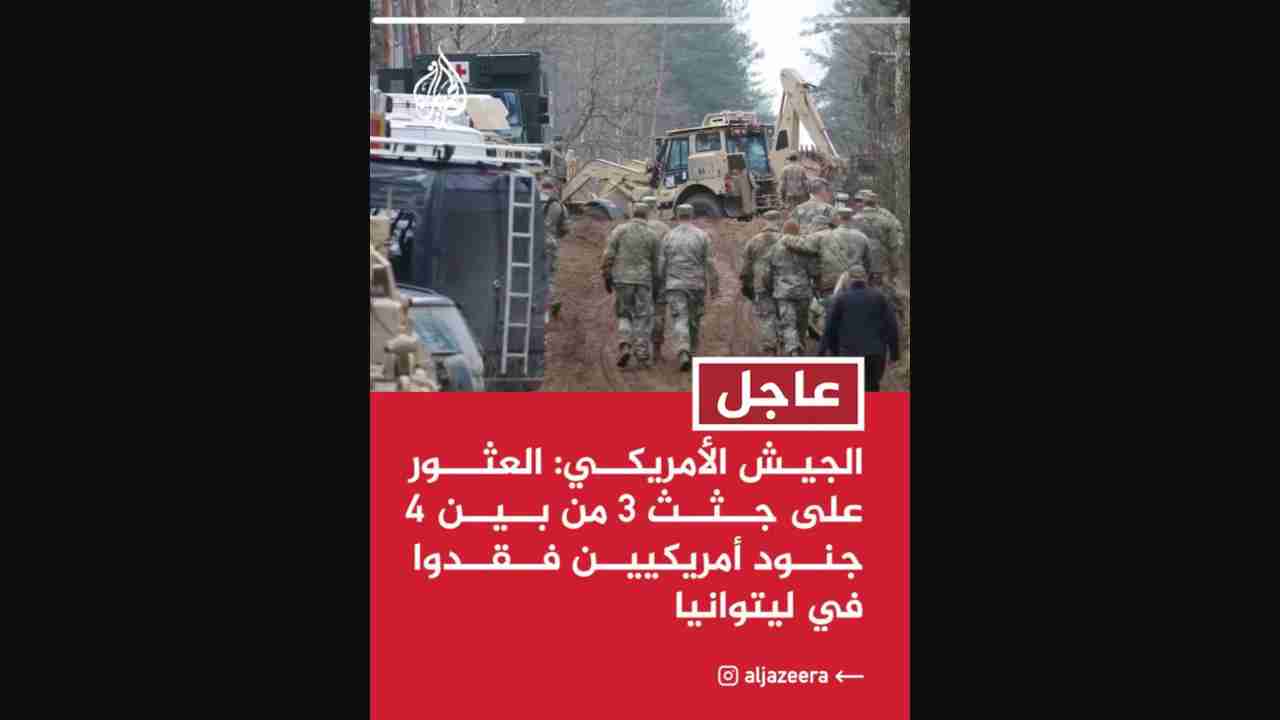 عاجل
الجيش الأمريكي: العثور
على جثث 3 من بين 4
جنود أمريكيين فقدوا
في ليتوانيا
aljazeera